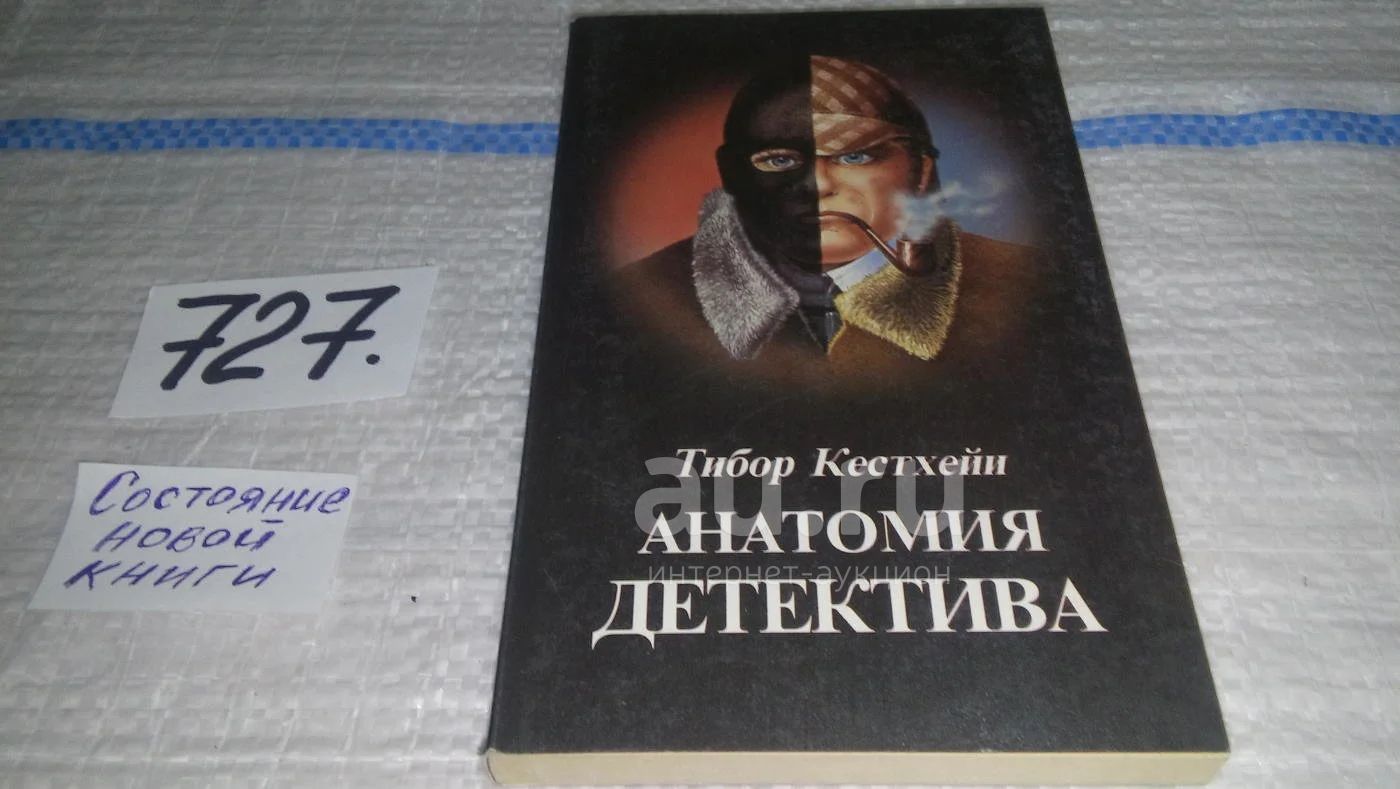 727.
Состояние
новой
книги
Тибор Кестхейи
АНАТОМИЯ
ДЕТЕКТИВА
au.ru
интернет-аукцион